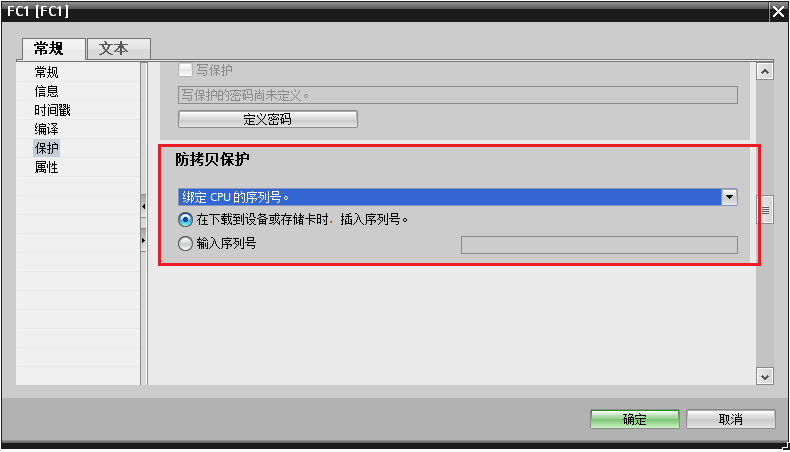 FC1 [FC1]
常规
文本
常规
信息
时间戳
编译
保护
属性
写保护
写保护的密码尚未定义。
定义密码
防拷贝保护
绑定 CPU 的序列号。
在下载到设备或存储卡时，插入序列号。
输入序列号
确定
取消